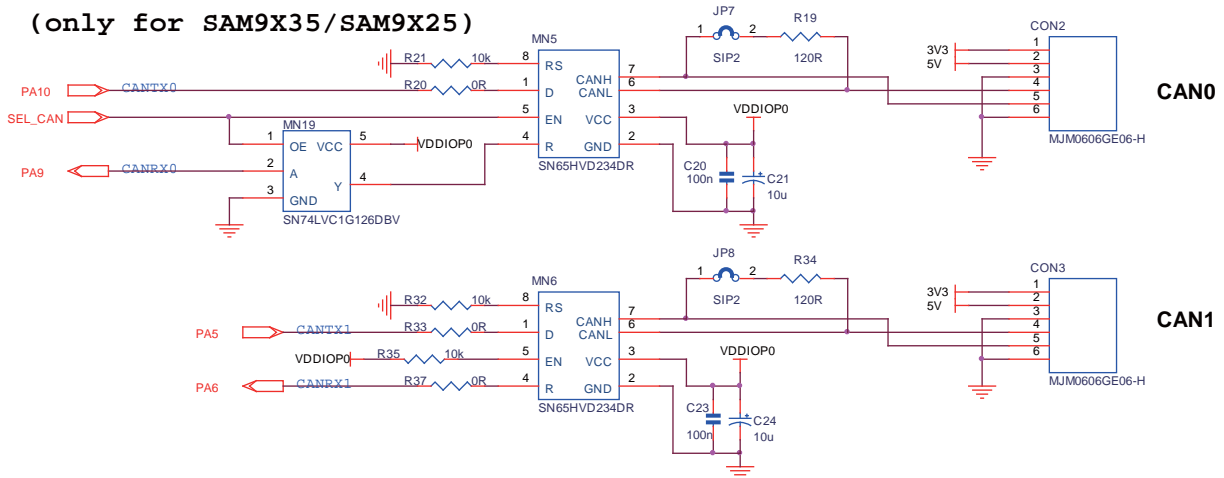 (only for SAM9X35/SAM9X25)
JP7
1 2
SIP2
R19
120R
CON2
3V3
5V
1
2
3
4
5
6
MJM0606GE06-H
CAN0
MN5
R21 10k 8 RS
CANH 7
PA10 CANTX0 R20 0R 1 D
CANL 6
SEL_CAN 5 EN
VCC 3
VDDIOP0
4 R
GND 2
SN65HVD234DR
MN19
1 OE VCC 5 VDDIOP0
PA9 CANRX0 2 A
Y 4
3 GND
SN74LVC1G126DBV
C20
100n
C21
10u
JP8
1 2
SIP2
R34
120R
CON3
3V3
5V
1
2
3
4
5
6
MJM0606GE06-H
CAN1
MN6
R32 10k 8 RS
CANH 7
PA5 CANTX1 R33 0R 1 D
CANL 6
VDDIOP0 R35 10k 5 EN
VCC 3
VDDIOP0
PA6 CANRX1 R37 0R 4 R
GND 2
SN65HVD234DR
C23
100n
C24
10u